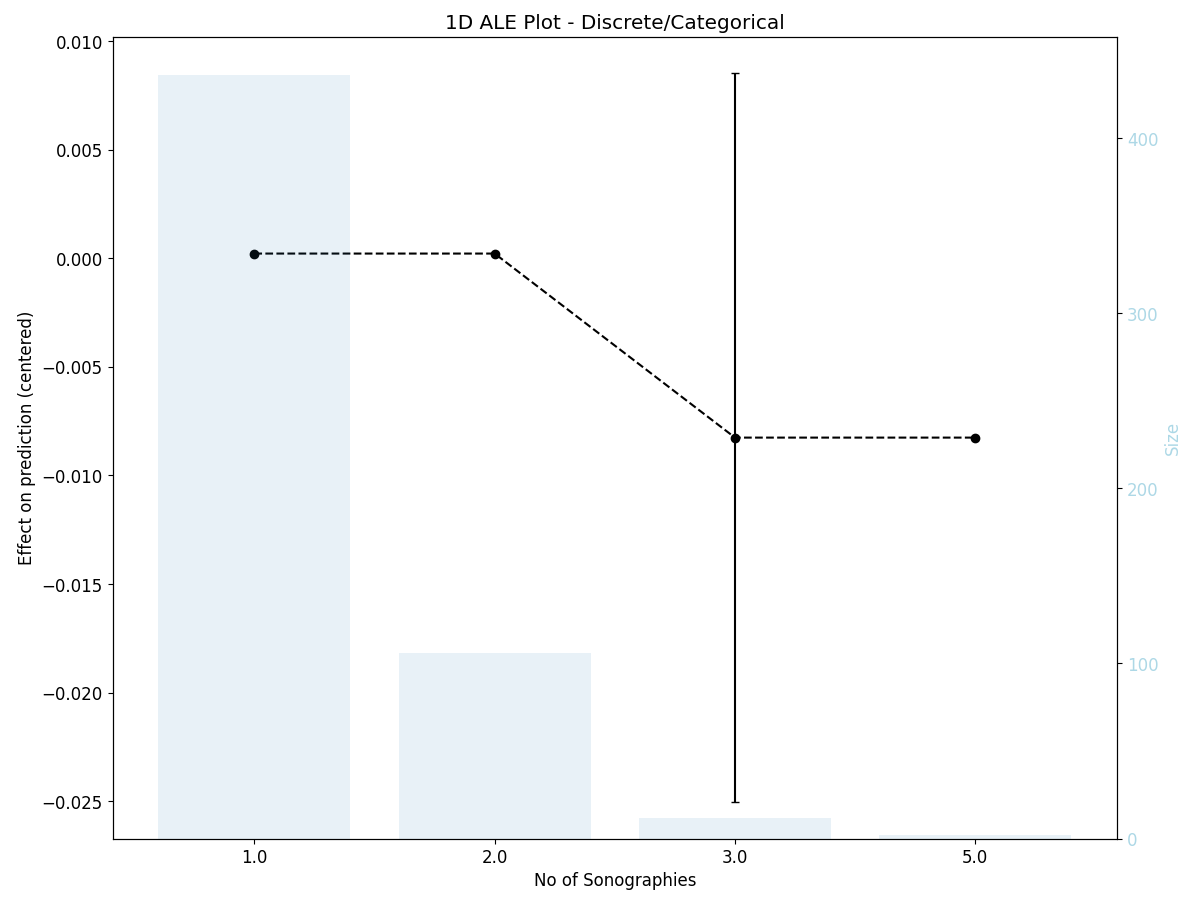 1D ALE Plot - Discrete/Categorical
0.010
0.005
0.000
−0.005
−0.010
−0.015
−0.020
−0.025
Effect on prediction (centered)
400
300
200
100
0
Size
1.0 2.0 3.0 5.0
No of Sonographies